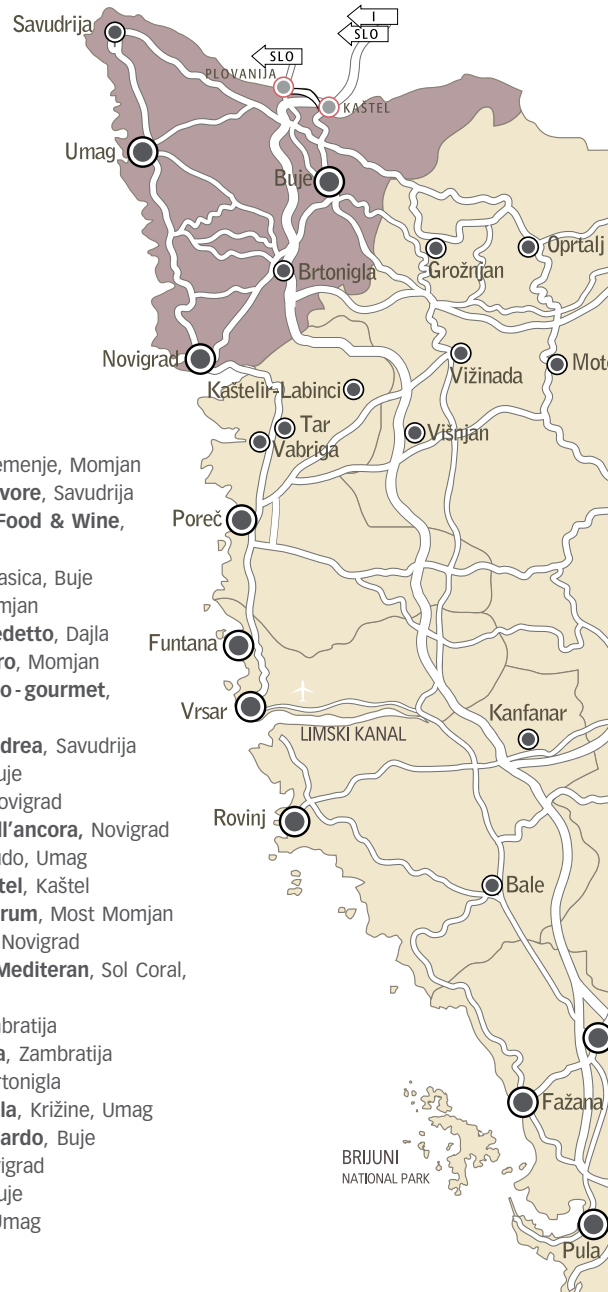 Savudrija
I
SLO
SLO
PLOVANIJA
KAŠTEL
Umag
Buje
Oprtalj
Grožnjan
Brtonigla
Novigrad
Vižinada
Kaštelir-Labinci
Tar
Vabriga
Višnjan
emenje, Momjan
vore, Savudrija
Food & Wine,
asica, Buje
mjan
edetto, Dajla
ro, Momjan
o - gourmet,
drea, Savudrija
uje
ovigrad
ll'ancora, Novigrad
udo, Umag
tel, Kaštel
rum, Most Momjan
Novigrad
Mediteran, Sol Coral,
nbratija
a, Zambratija
rtonigla
la, Križine, Umag
ardo, Buje
vigrad
uje
Umag
Poreč
Funtana
Vrsar
Kanfanar
LIMSKI KANAL
Rovinj
Bale
Fažana
BRIJUNI
NATIONAL PARK
Pula